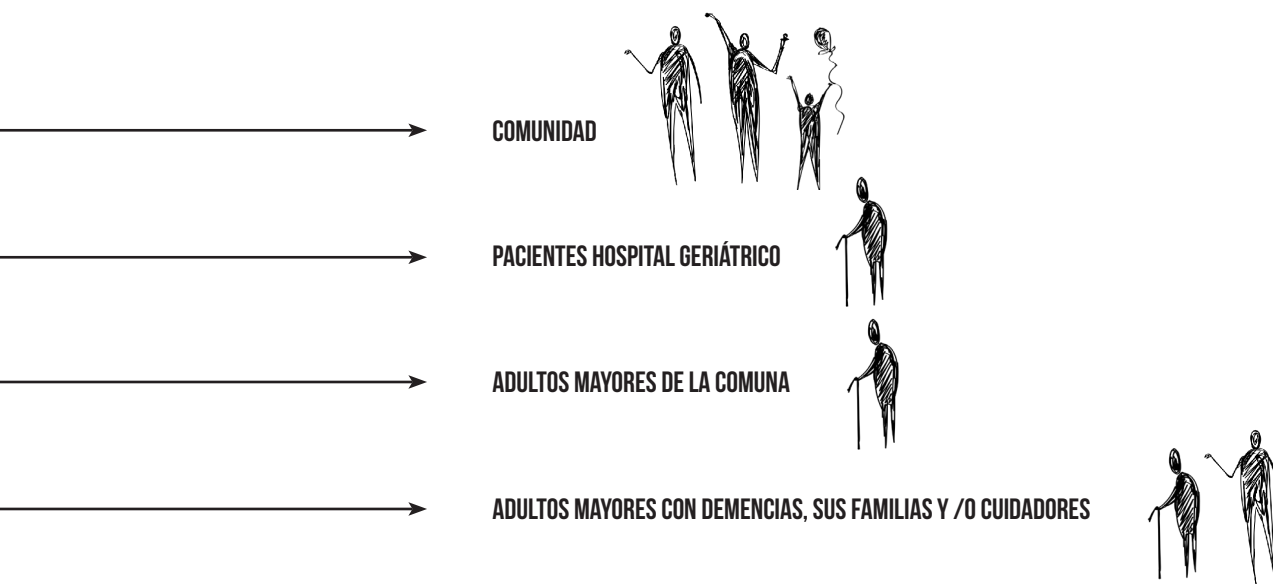 COMUNIDAD
PACIENTES HOSPITAL GERIÁTRICO
ADULTOS MAYORES DE LA COMUNA
ADULTOS MAYORES CON DEMENCIAS, SUS FAMILIAS Y /O CUIDADORES